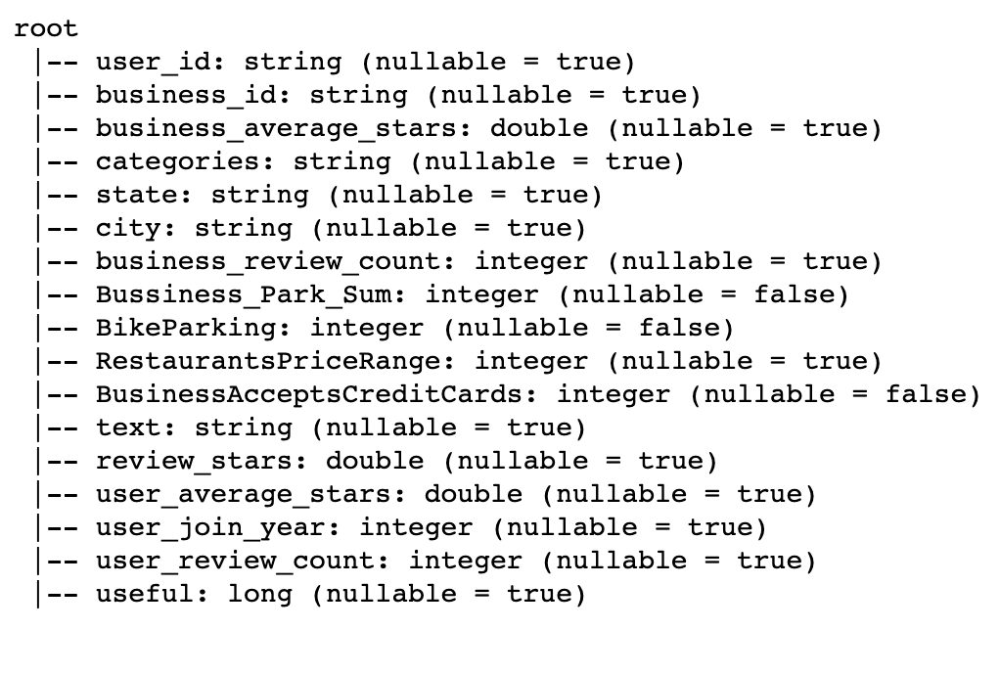 root
 |-- user_id: string (nullable = true)
 |-- business_id: string (nullable = true)
 |-- business_average_stars: double (nullable = true)
 |-- categories: string (nullable = true)
 |-- state: string (nullable = true)
 |-- city: string (nullable = true)
 |-- business_review_count: integer (nullable = true)
 |-- Bussiness_Park_Sum: integer (nullable = false)
 |-- BikeParking: integer (nullable = false)
 |-- RestaurantsPriceRange: integer (nullable = true)
 |-- BusinessAcceptsCreditCards: integer (nullable = false)
 |-- text: string (nullable = true)
 |-- review_stars: double (nullable = true)
 |-- user_average_stars: double (nullable = true)
 |-- user_join_year: integer (nullable = true)
 |-- user_review_count: integer (nullable = true)
 |-- useful: long (nullable = true)